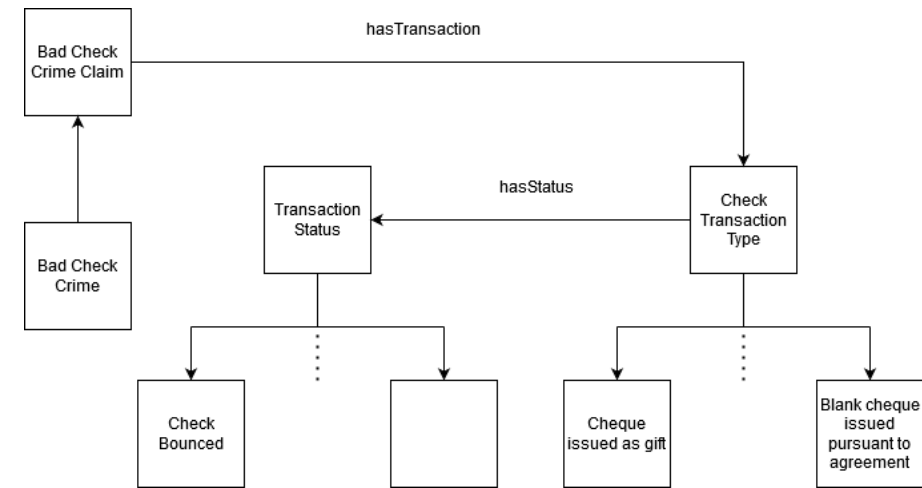 hasTransaction
Bad Check
Crime Claim
hasStatus
Transaction
Status
Check
Transaction
Type
Bad Check
Crime
Check
Bounced
Cheque
issued as gift
Blank cheque
issued
pursuant to
agreement